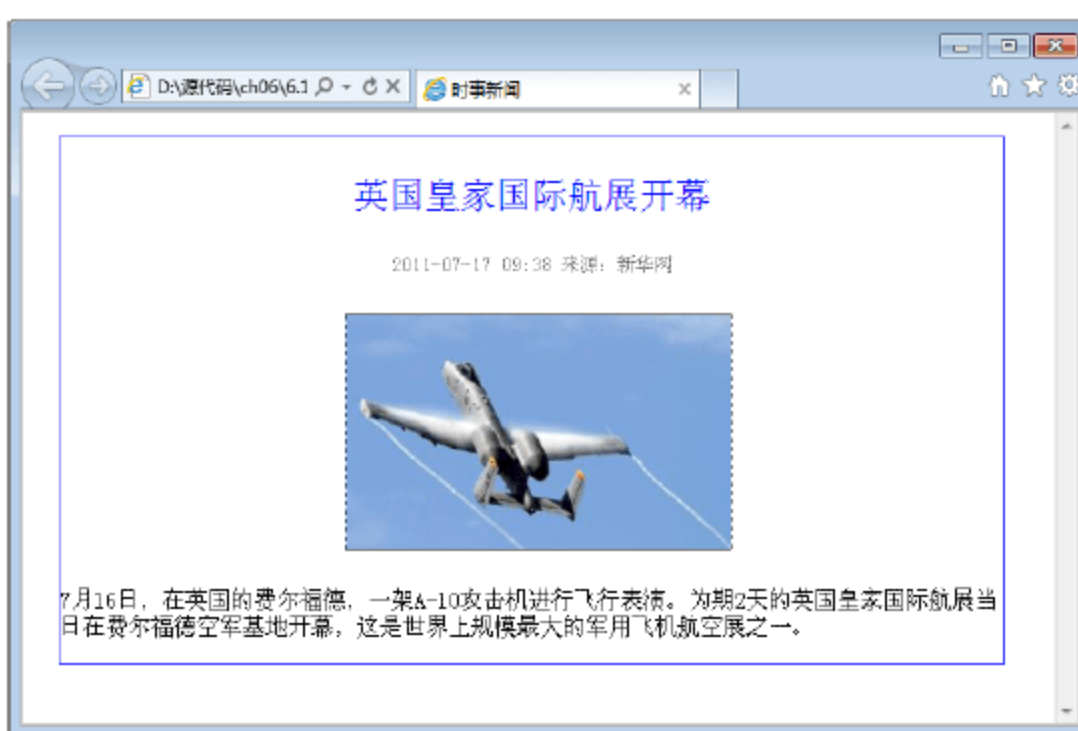 D:\源代码\ch06\6.1
时事新闻
英国皇家国际航展开幕
2011-07-17 09:38 来源：新华网
7月16日，在英国的费尔福德，一架A-10攻击机进行飞行表演。为期2天的英国皇家国际航展当
日在费尔福德空军基地开幕，这是世界上规模最大的军用飞机航空展之一。